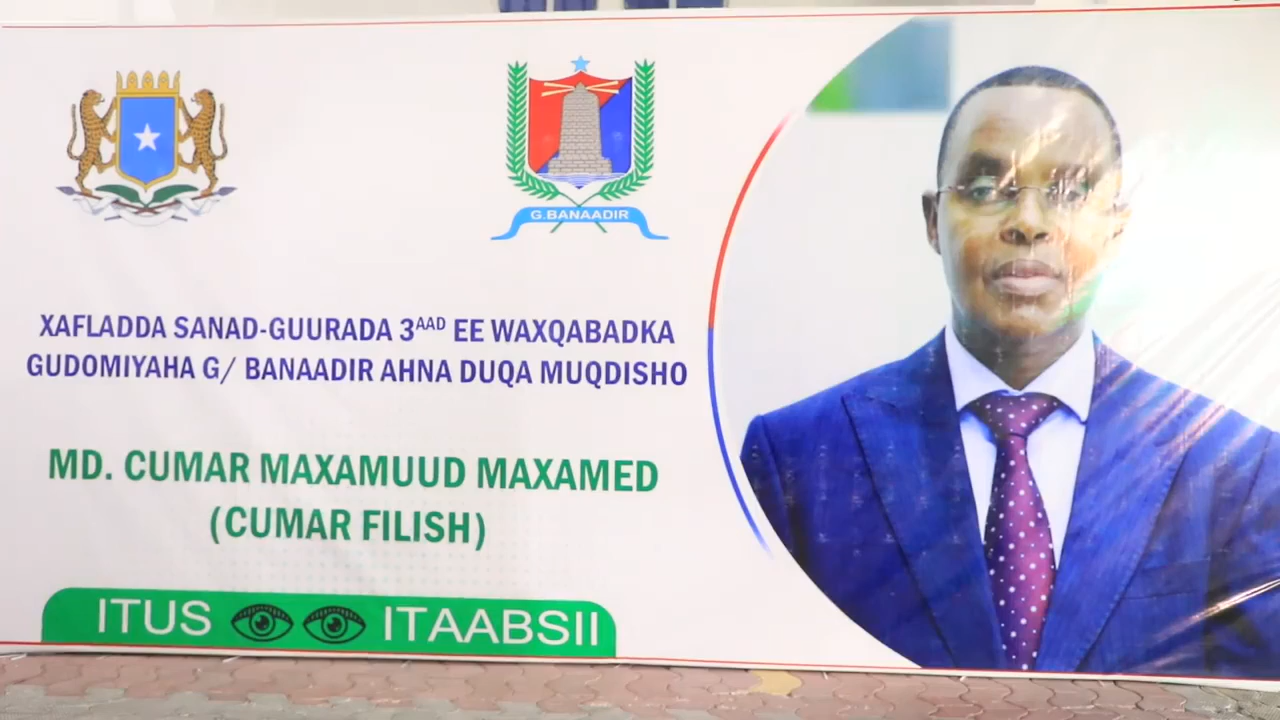 G.BANAADIR
XAFLADDA SANAD-GUURADA 3AAD EE WAXQABADKA
GUDOMIYAHA G/ BANAADIR AHNA DUQA MUQDISHO
MD. CUMAR MAXAMUUD MAXAMED
(CUMAR FILISH)
ITUS ITAABSII